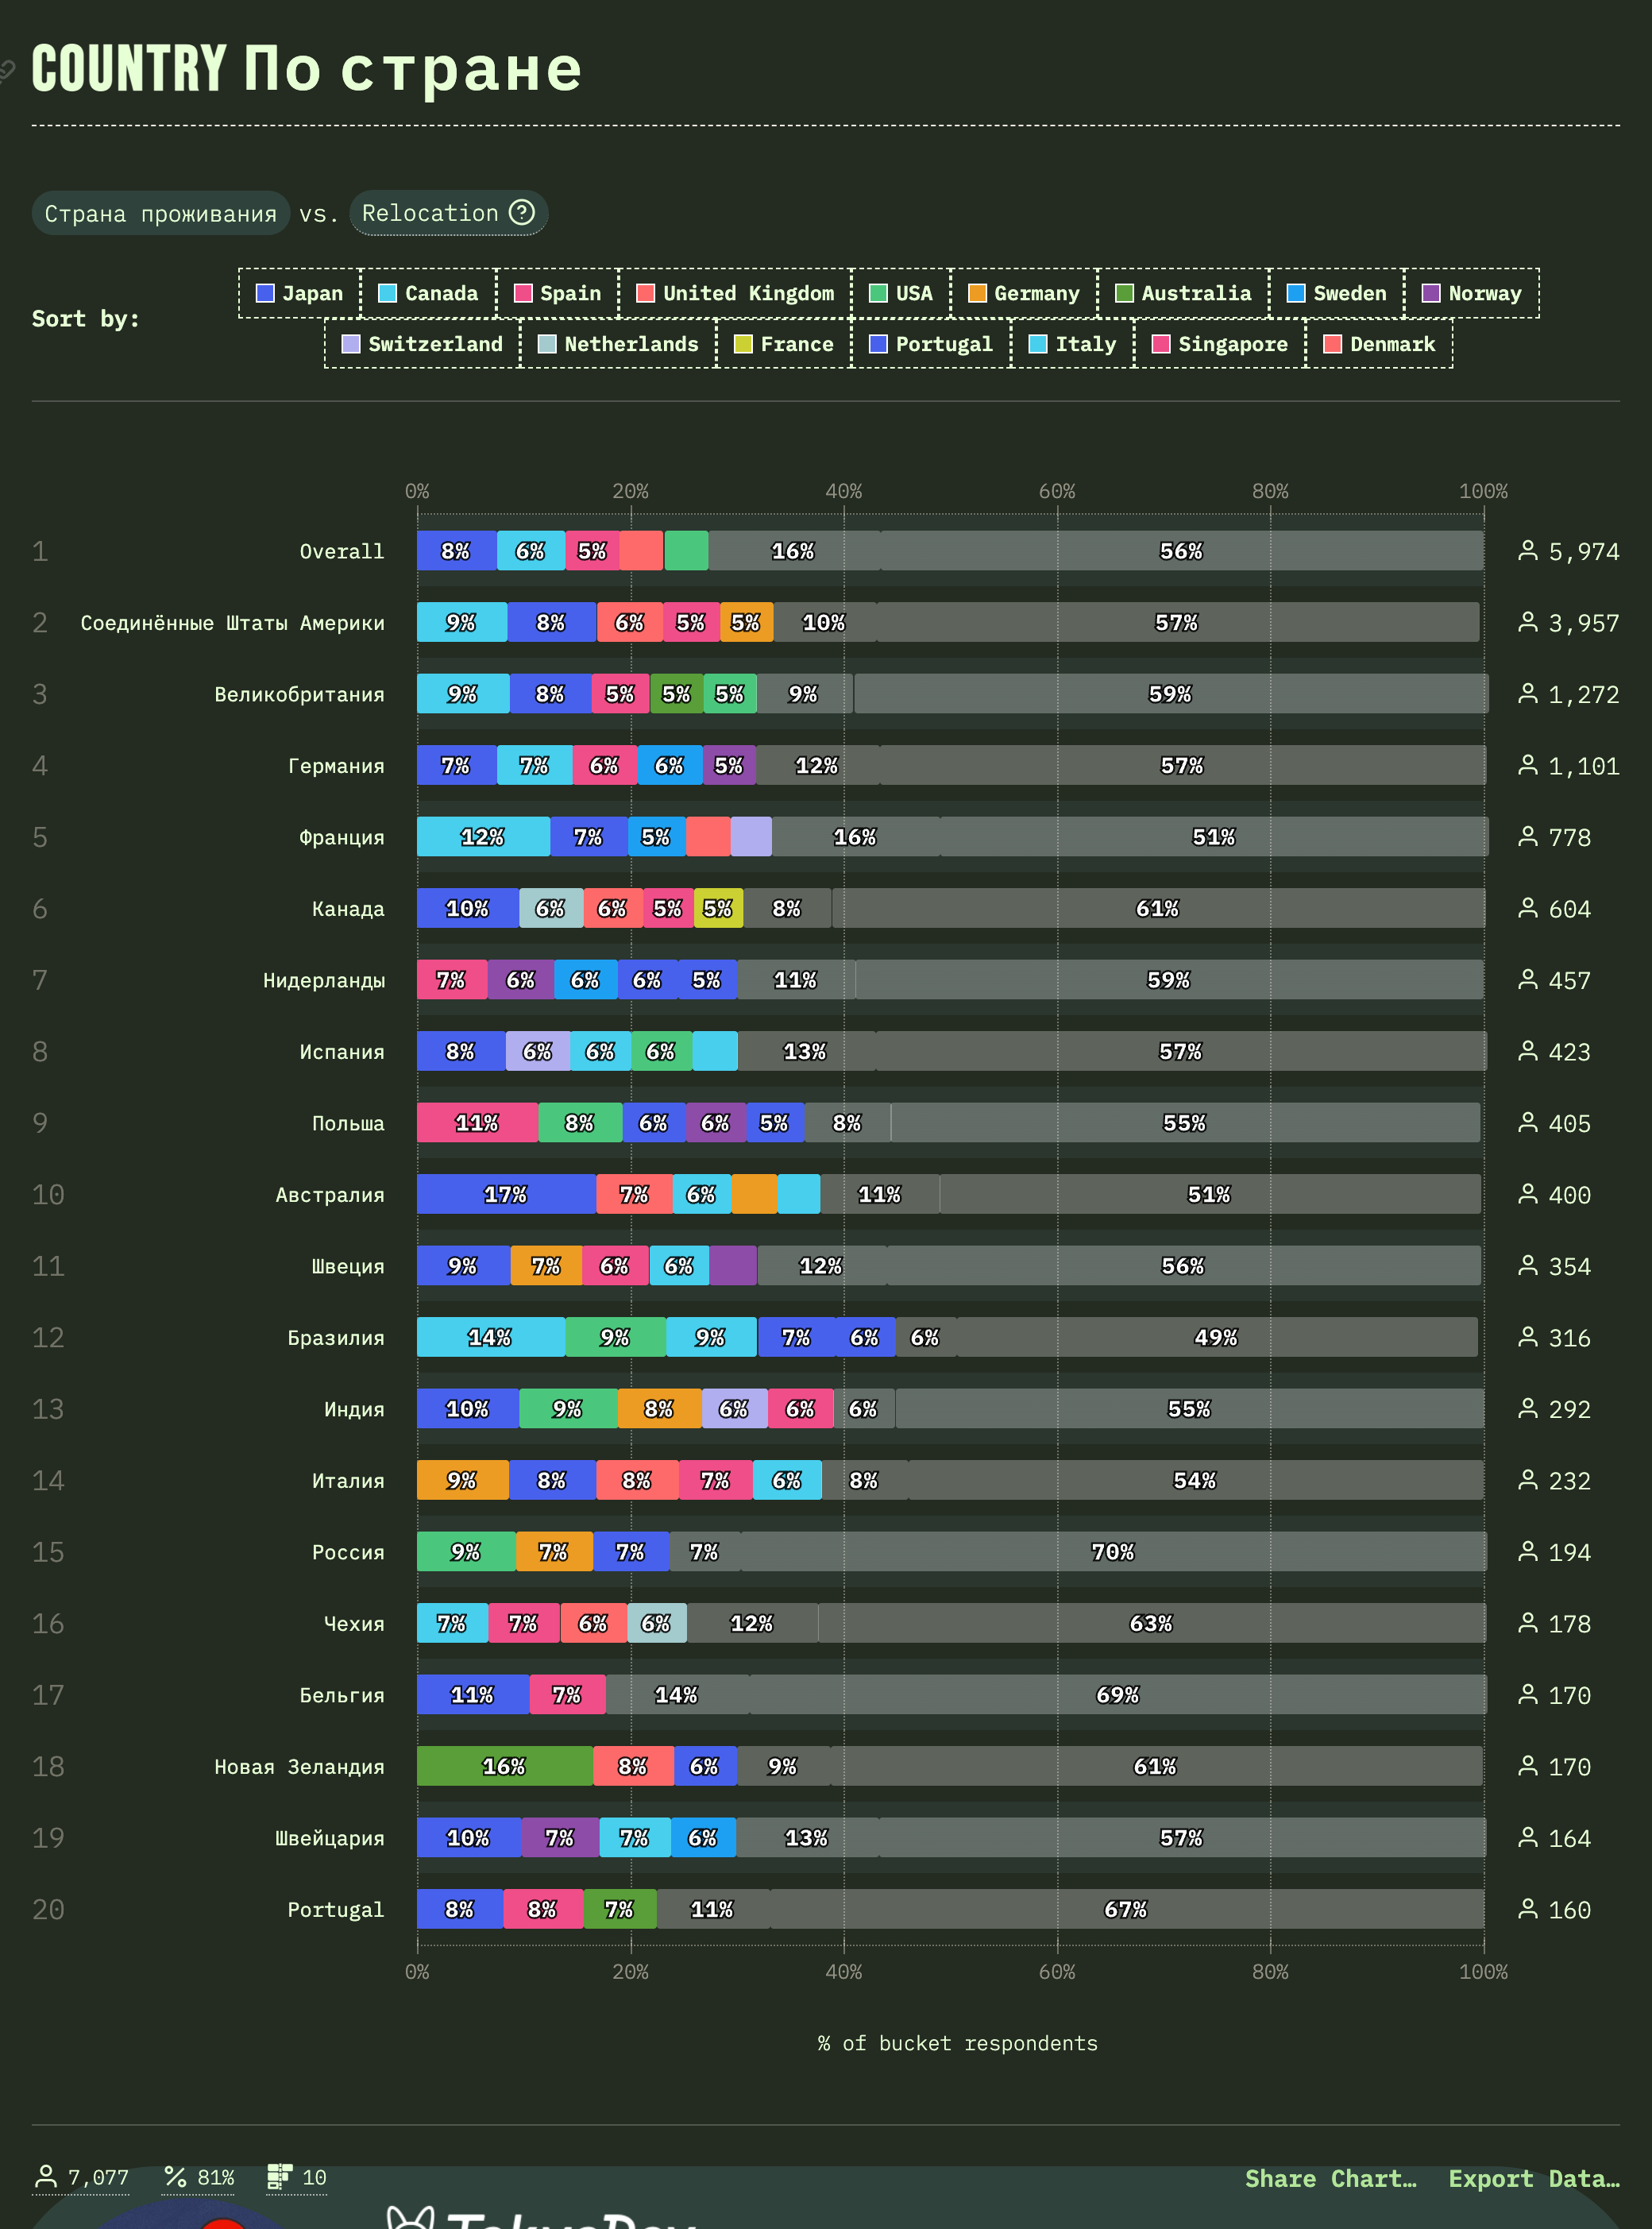 COUNTRY По стране
Страна проживания vs. Relocation ?
Sort by:
Japan Canada Spain United Kingdom USA Germany Australia Sweden Norway
Switzerland Netherlands France Portugal Italy Singapore Denmark
0% 20% 40% 60% 80% 100%
1 Overall 8% 6% 5% 16% 56% 5,974
2 Соединённые Штаты Америки 9% 8% 6% 5% 5% 10% 57% 3,957
3 Великобритания 9% 8% 5% 5% 5% 9% 59% 1,272
4 Германия 7% 7% 6% 6% 5% 12% 57% 1,101
5 Франция 12% 7% 5% 16% 51% 778
6 Канада 10% 6% 6% 5% 5% 8% 61% 604
7 Нидерланды 7% 6% 6% 6% 5% 11% 59% 457
8 Испания 8% 6% 6% 6% 13% 57% 423
9 Польша 11% 8% 6% 6% 5% 8% 55% 405
10 Австралия 17% 7% 6% 11% 51% 400
11 Швеция 9% 7% 6% 6% 12% 56% 354
12 Бразилия 14% 9% 9% 7% 6% 6% 49% 316
13 Индия 10% 9% 8% 6% 6% 6% 55% 292
14 Италия 9% 8% 8% 7% 6% 8% 54% 232
15 Россия 9% 7% 7% 7% 70% 194
16 Чехия 7% 7% 6% 6% 12% 63% 178
17 Бельгия 11% 7% 14% 69% 170
18 Новая Зеландия 16% 8% 6% 9% 61% 170
19 Швейцария 10% 7% 7% 6% 13% 57% 164
20 Portugal 8% 8% 7% 11% 67% 160
0% 20% 40% 60% 80% 100%
% of bucket respondents
7,077 81% 10 Share Chart… Export Data…
TokyoDev